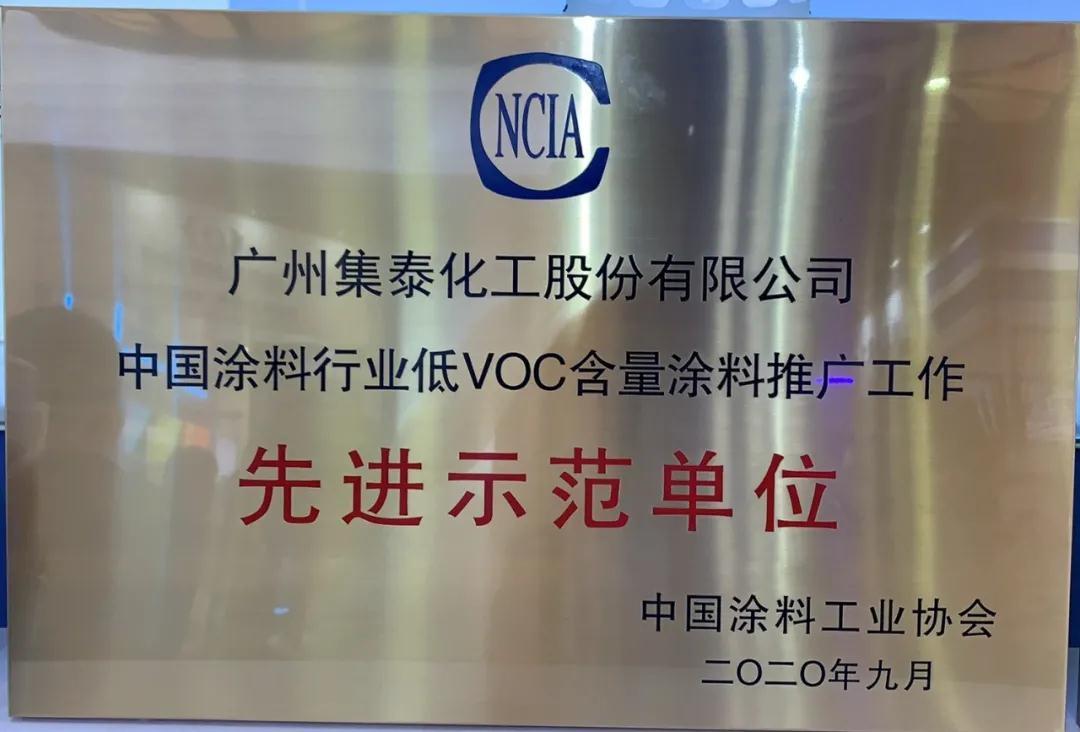 NCIA
广州集泰化工股份有限公司
中国涂料行业低VOC含量涂料推广工作
先进示范单位
中国涂料工业协会
二〇二〇年九月